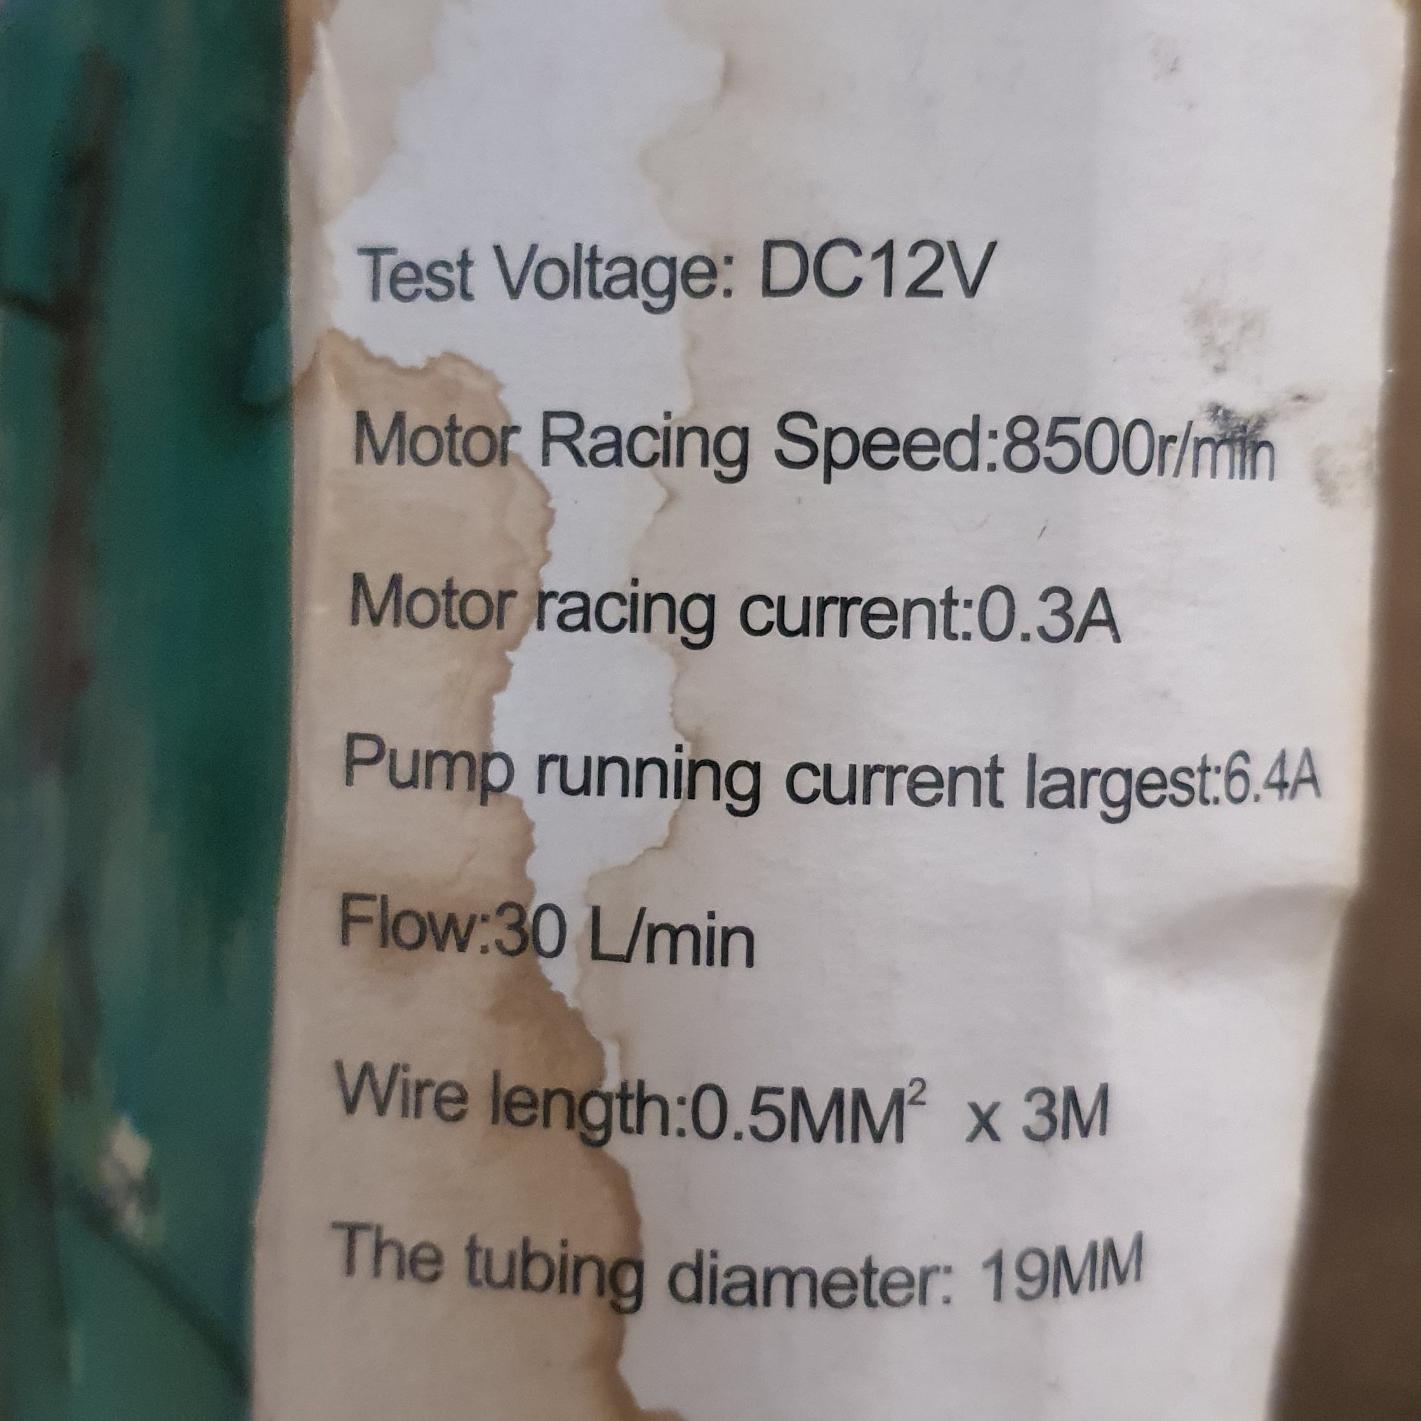 Test Voltage: DC12V
Motor Racing Speed:8500r/min
Motor racing current:0.3A
Pump running current largest:6.4A
Flow:30 L/min
Wire length:0.5MM² x 3M
The tubing diameter: 19MM